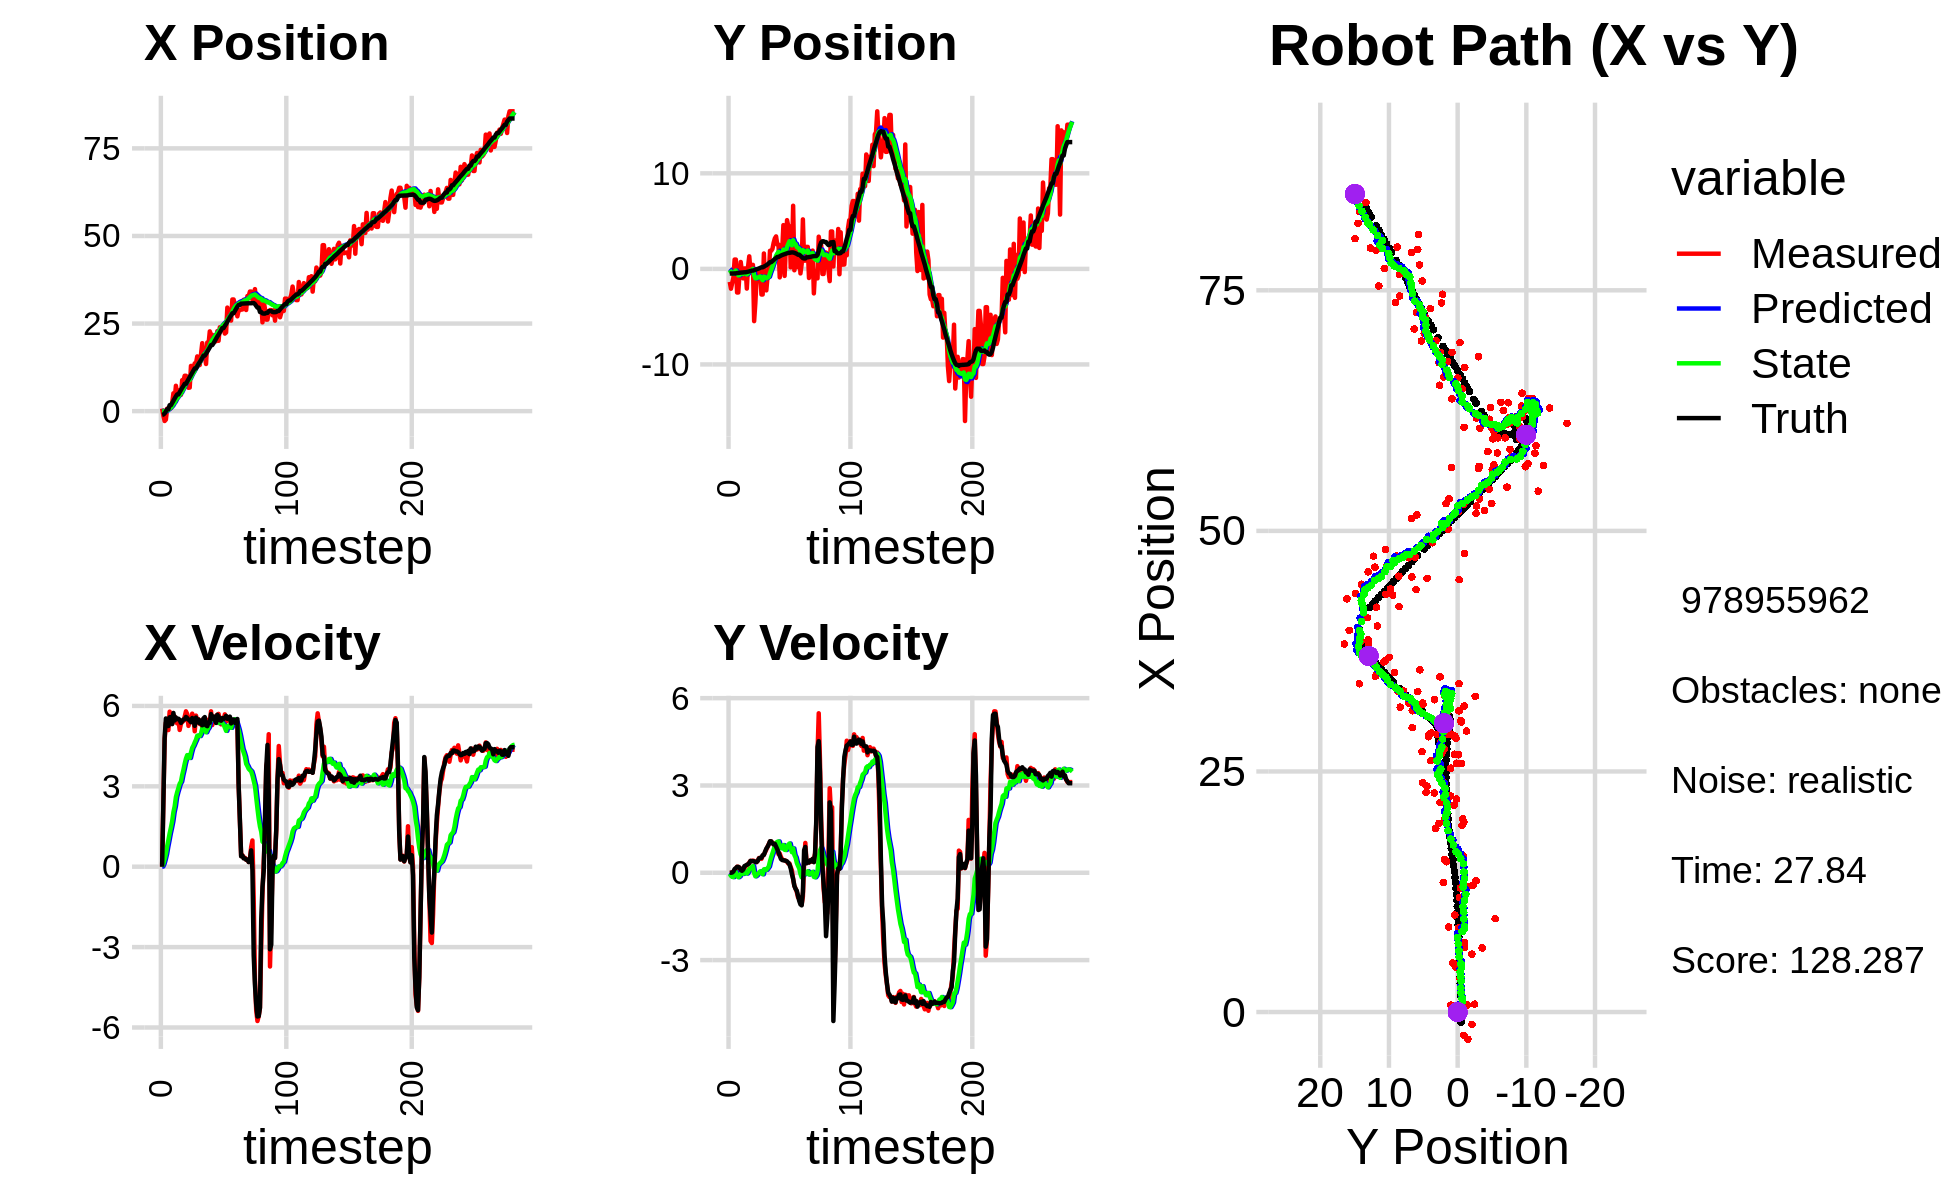 X Position
75
50
25
0
0
100
200
timestep
Y Position
10
0
-10
0
100
200
timestep
X Velocity
6
3
0
-3
-6
0
100
200
timestep
Y Velocity
6
3
0
-3
0
100
200
timestep
Robot Path (X vs Y)
X Position
75
50
25
0
20 10 0 -10 -20
Y Position
variable
Measured
Predicted
State
Truth
978955962
Obstacles: none
Noise: realistic
Time: 27.84
Score: 128.287